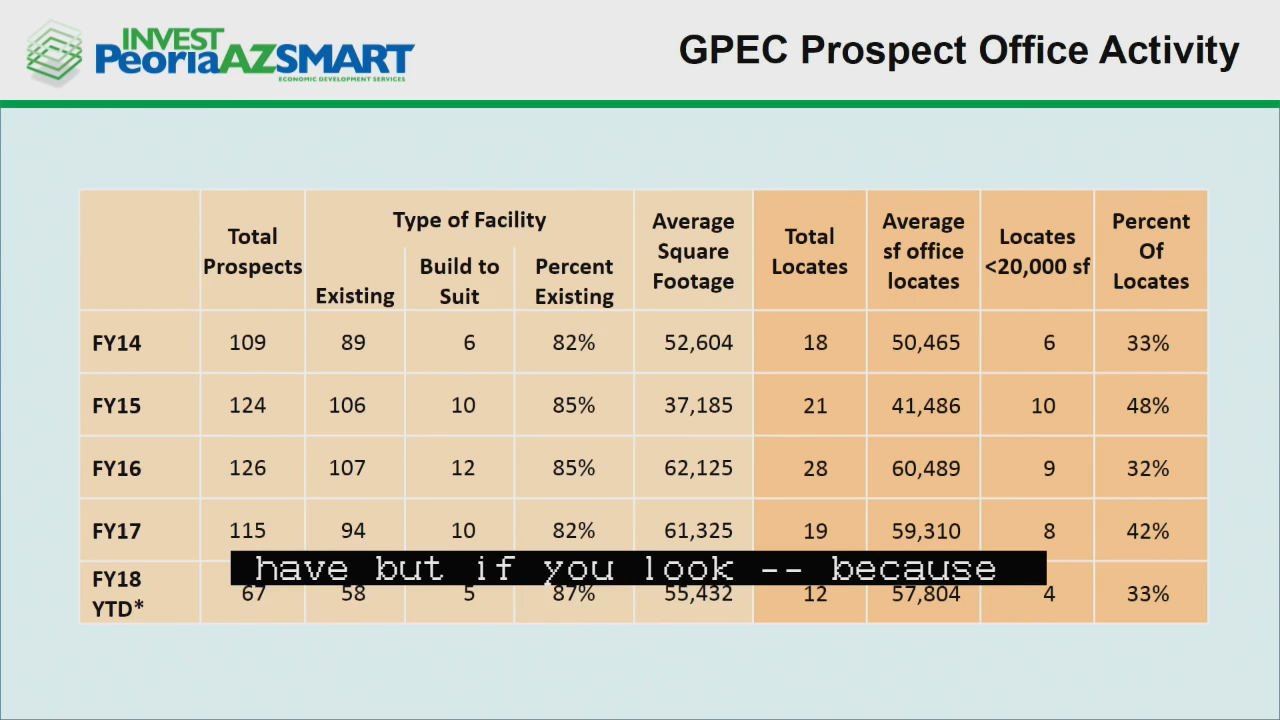 INVEST
PeoriaAZSMART
ECONOMIC DEVELOPMENT SERVICES
GPEC Prospect Office Activity
Total Prospects Type of Facility Existing Build to Suit Percent Existing Average Square Footage Total Locates Average sf office locates Locates <20,000 sf Percent Of Locates
FY14 109 89 6 82% 52,604 18 50,465 6 33%
FY15 124 106 10 85% 37,185 21 41,486 10 48%
FY16 126 107 12 85% 62,125 28 60,489 9 32%
FY17 115 94 10 82% 61,325 19 59,310 8 42%
have but if you look -- because
FY18 YTD* 67 58 5 87% 55,432 12 57,804 4 33%